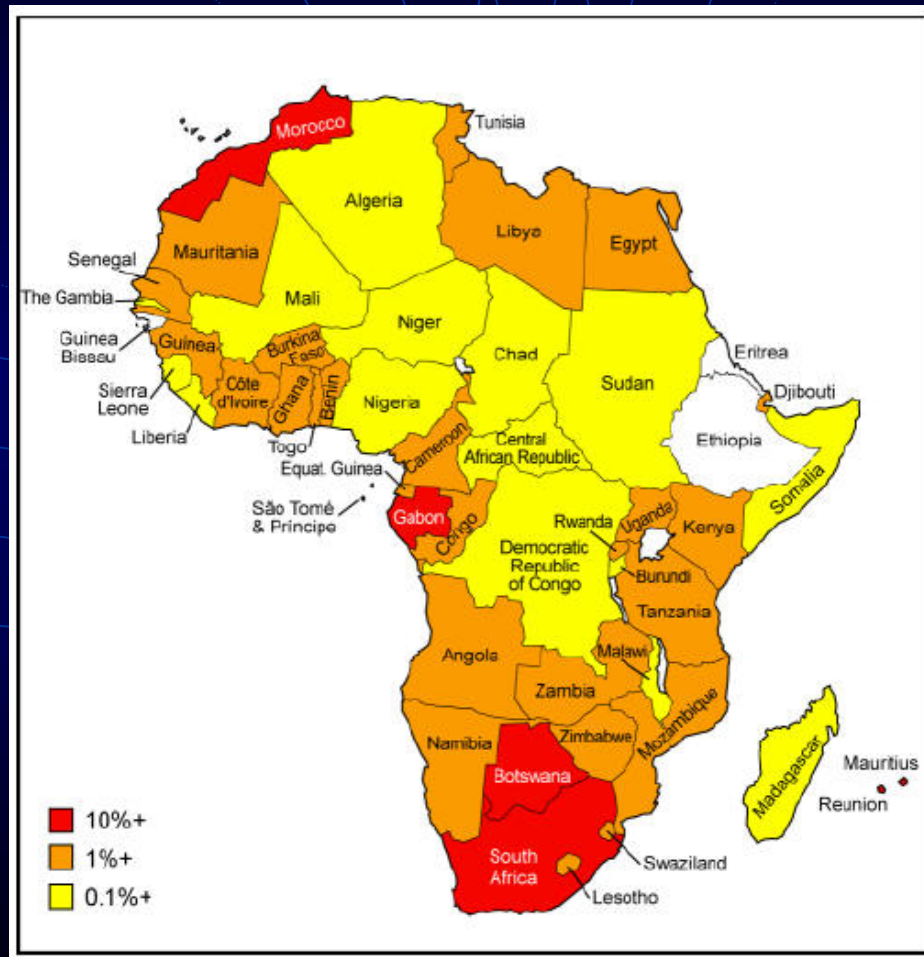 Morocco
Tunisia
Algeria
Libya
Egypt
Mauritania
Senegal
The Gambia
Mali
Niger
Chad
Sudan
Eritrea
Djibouti
Guinea
Bissau
Guinea
Burkina
Faso
Sierra
Leone
Côte
d'Ivoire
Ghana
Benin
Nigeria
Ethiopia
Liberia
Togo
Cameroon
Central
African Republic
Somalia
Equat. Guinea
São Tomé
& Príncipe
Gabon
Congo
Rwanda
Uganda
Kenya
Democratic
Republic
of Congo
Burundi
Tanzania
Angola
Malawi
Zambia
Mozambique
Namibia
Zimbabwe
Botswana
Madagascar
Mauritius
Reunion
10%+
1%+
0.1%+
South
Africa
Swaziland
Lesotho